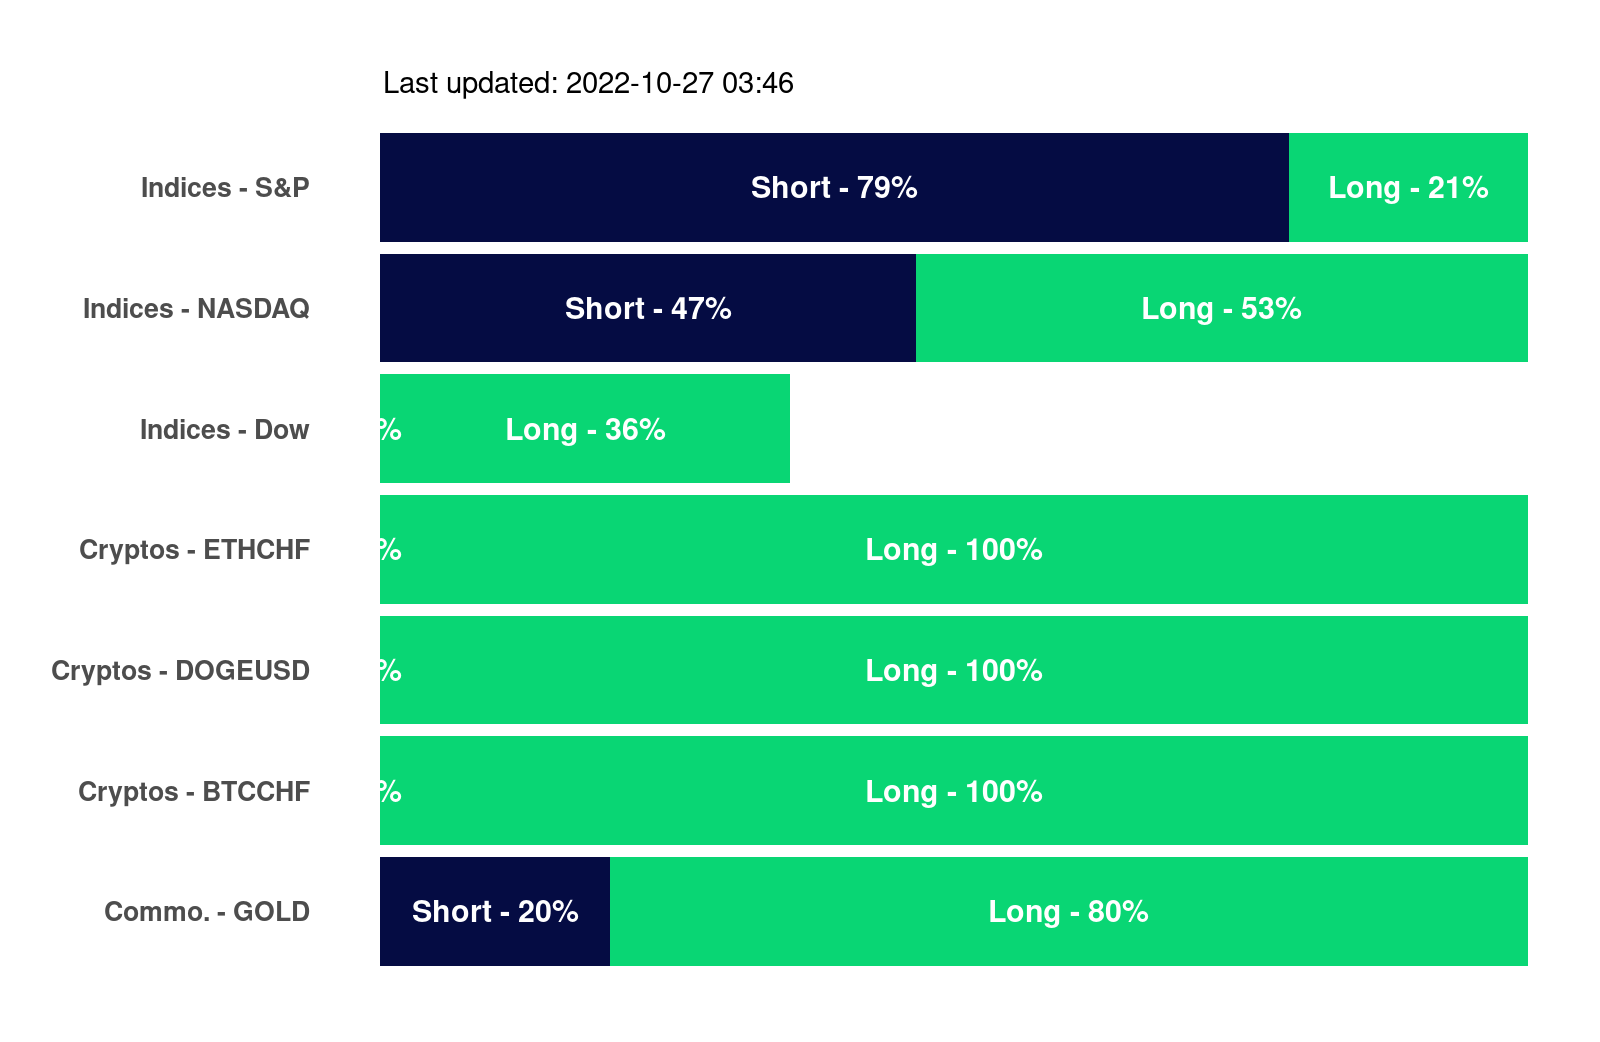 Last updated: 2022-10-27 03:46
Indices - S&P Short - 79% Long - 21%
Indices - NASDAQ Short - 47% Long - 53%
Indices - Dow % Long - 36%
Cryptos - ETHCHF % Long - 100%
Cryptos - DOGEUSD % Long - 100%
Cryptos - BTCCHF % Long - 100%
Commo. - GOLD Short - 20% Long - 80%